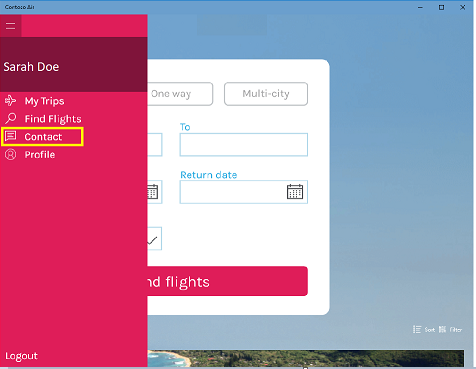 Contoso Air
Sarah Doe
My Trips
Find Flights
Contact
Profile
Logout
One way
Multi-city
To
Return date
nd flights
Sort
Filter